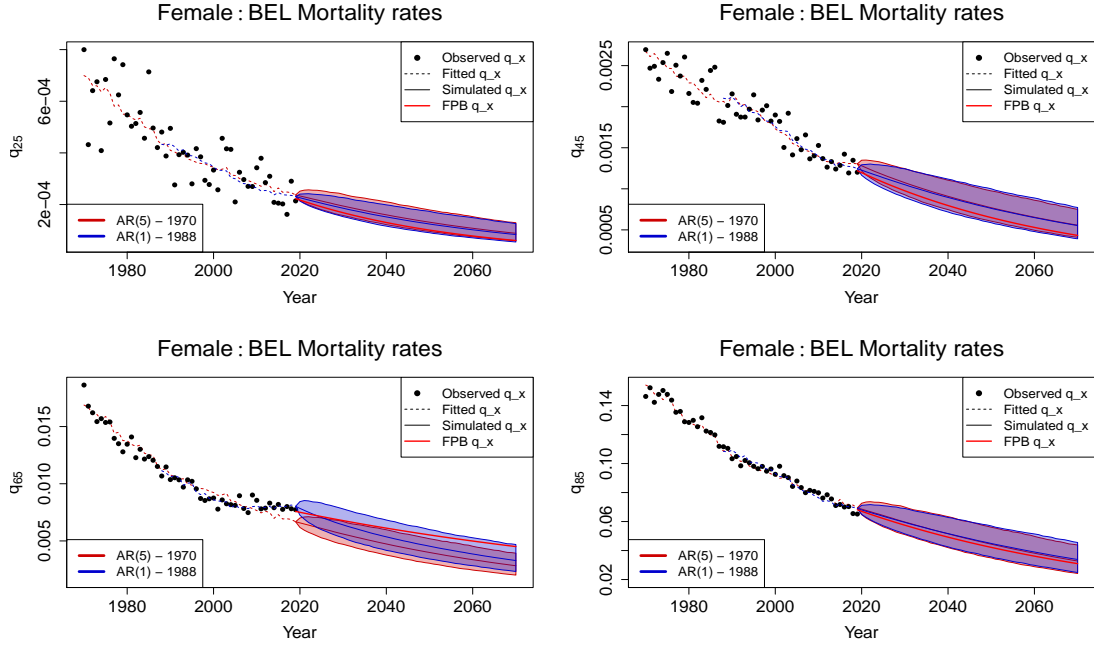 Female : BEL Mortality rates
q25
6e−04
2e−04
Observed q_x
Fitted q_x
Simulated q_x
FPB q_x
AR(5) − 1970
AR(1) − 1988
1980 2000 2020 2040 2060
Year
Female : BEL Mortality rates
q45
0.0025
0.0015
0.0005
Observed q_x
Fitted q_x
Simulated q_x
FPB q_x
AR(5) − 1970
AR(1) − 1988
1980 2000 2020 2040 2060
Year
Female : BEL Mortality rates
q65
0.015
0.010
0.005
Observed q_x
Fitted q_x
Simulated q_x
FPB q_x
AR(5) − 1970
AR(1) − 1988
1980 2000 2020 2040 2060
Year
Female : BEL Mortality rates
q85
0.14
0.10
0.06
0.02
Observed q_x
Fitted q_x
Simulated q_x
FPB q_x
AR(5) − 1970
AR(1) − 1988
1980 2000 2020 2040 2060
Year